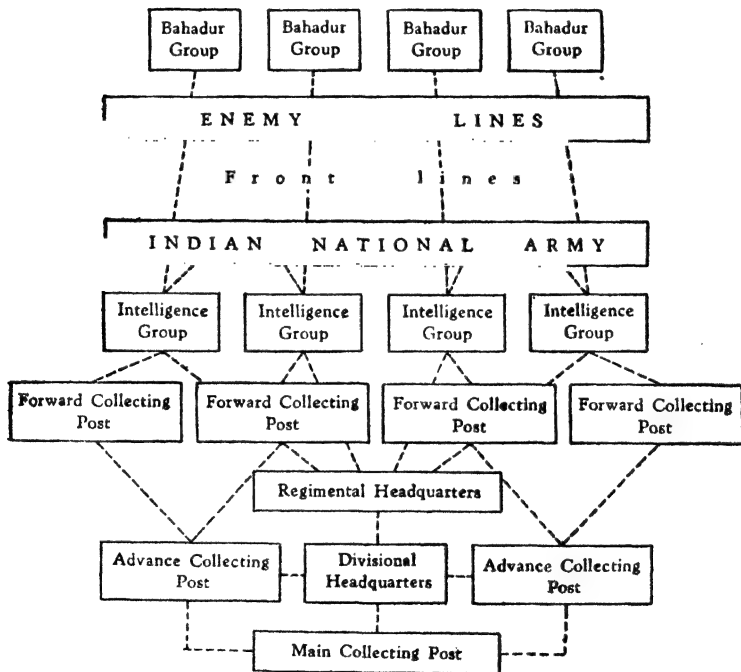 Bahadur
Group
Bahadur
Group
Bahadur
Group
Bahadur
Group
ENEMY LINES
Front lines
INDIAN NATIONAL ARMY
Intelligence
Group
Intelligence
Group
Intelligence
Group
Intelligence
Group
Forward Collecting
Post
Forward Collecting
Post
Forward Collecting
Post
Forward Collecting
Post
Regimental Headquarters
Advance Collecting
Post
Divisional
Headquarters
Advance Collecting
Post
Main Collecting Post